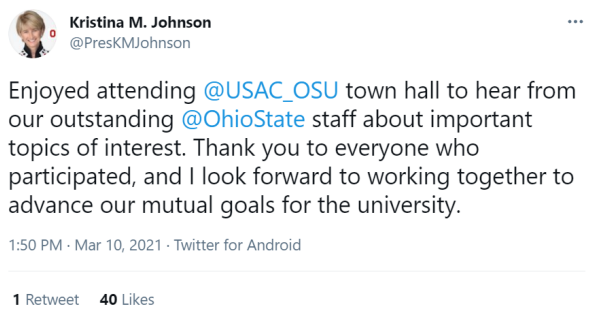 Kristina M. Johnson
@PresKMJohnson
Enjoyed attending @USAC_OSU town hall to hear from
our outstanding @OhioState staff about important
topics of interest. Thank you to everyone who
participated, and I look forward to working together to
advance our mutual goals for the university.
1:50 PM · Mar 10, 2021 · Twitter for Android
1 Retweet 40 Likes